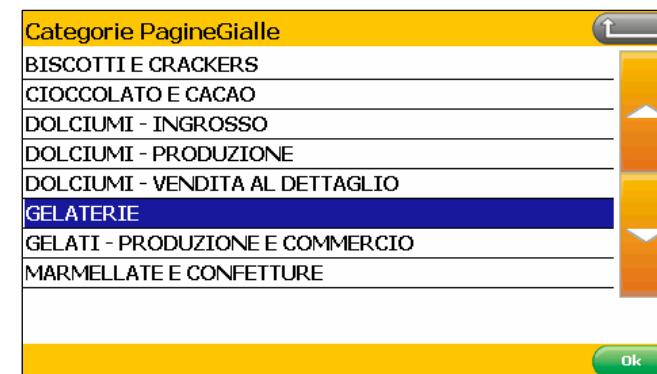 Categorie PagineGialle
BISCOTTI E CRACKERS
CIOCCOLATO E CACAO
DOLCIUMI - INGROSSO
DOLCIUMI - PRODUZIONE
DOLCIUMI - VENDITA AL DETTAGLIO
GELATERIE
GELATI - PRODUZIONE E COMMERCIO
MARMELLATE E CONFETTURE
Ok